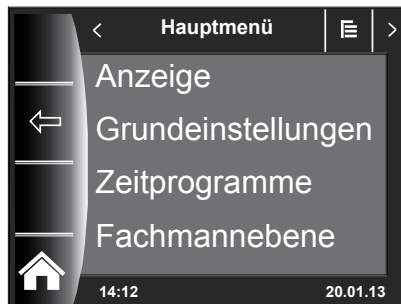 Hauptmenü
Anzeige
Grundeinstellungen
Zeitprogramme
Fachmannebene
14:12 20.01.13